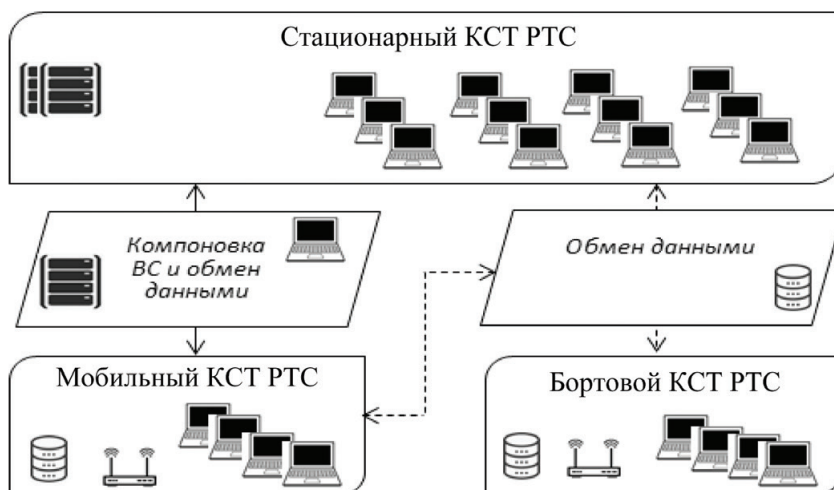 Стационарный КСТ РТС
Компоновка
ВС и обмен
данными
Обмен данными
Мобильный КСТ РТС
Бортовой КСТ РТС